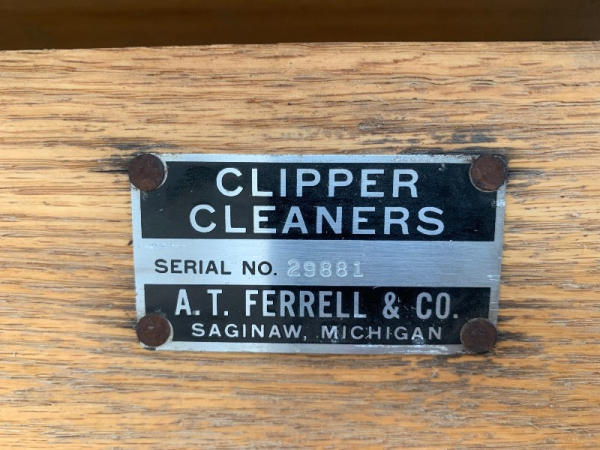 CLIPPER
CLEANERS
SERIAL NO. 29881
A.T. FERRELL & CO.
SAGINAW, MICHIGAN